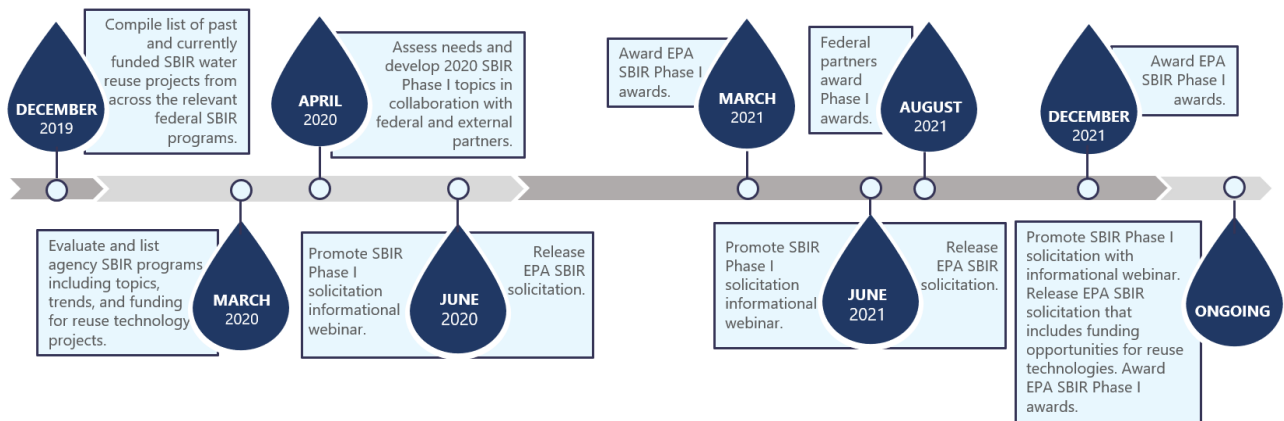 Compile list of past
and currently
funded SBIR water
reuse projects from
across the relevant
federal SBIR
programs.
DECEMBER
2019
Evaluate and list
agency SBIR programs
including topics,
trends, and funding
for reuse technology
projects.
MARCH
2020
APRIL
2020
Assess needs and
develop 2020 SBIR
Phase I topics in
collaboration with
federal and external
partners.
Promote SBIR
Phase I
solicitation
informational
webinar.
JUNE
2020
Release
EPA SBIR
solicitation.
Award EPA
SBIR Phase I
awards.
MARCH
2021
Promote SBIR
Phase I
solicitation
informational
webinar.
JUNE
2021
Release
EPA SBIR
solicitation.
Federal
partners
award
Phase I
awards.
AUGUST
2021
DECEMBER
2021
Award EPA
SBIR Phase I
awards.
Promote SBIR Phase I
solicitation with
informational webinar.
Release EPA SBIR
solicitation that
includes funding
opportunities for reuse
technologies. Award
EPA SBIR Phase I
awards.
ONGOING